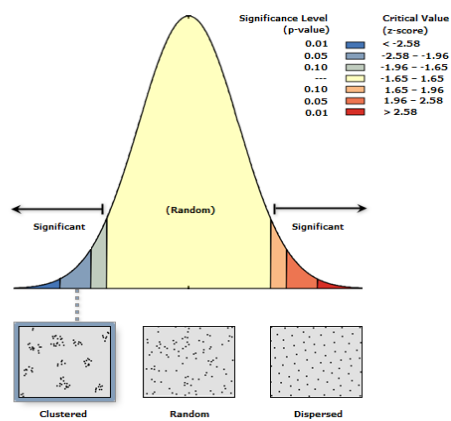 Significance Level
(p-value)
Critical Value
(z-score)
0.01 < -2.58
0.05 -2.58 – -1.96
0.10 -1.96 – -1.65
--- -1.65 – 1.65
0.10 1.65 – 1.96
0.05 1.96 – 2.58
0.01 > 2.58
(Random)
Significant
Significant
Clustered
Random
Dispersed